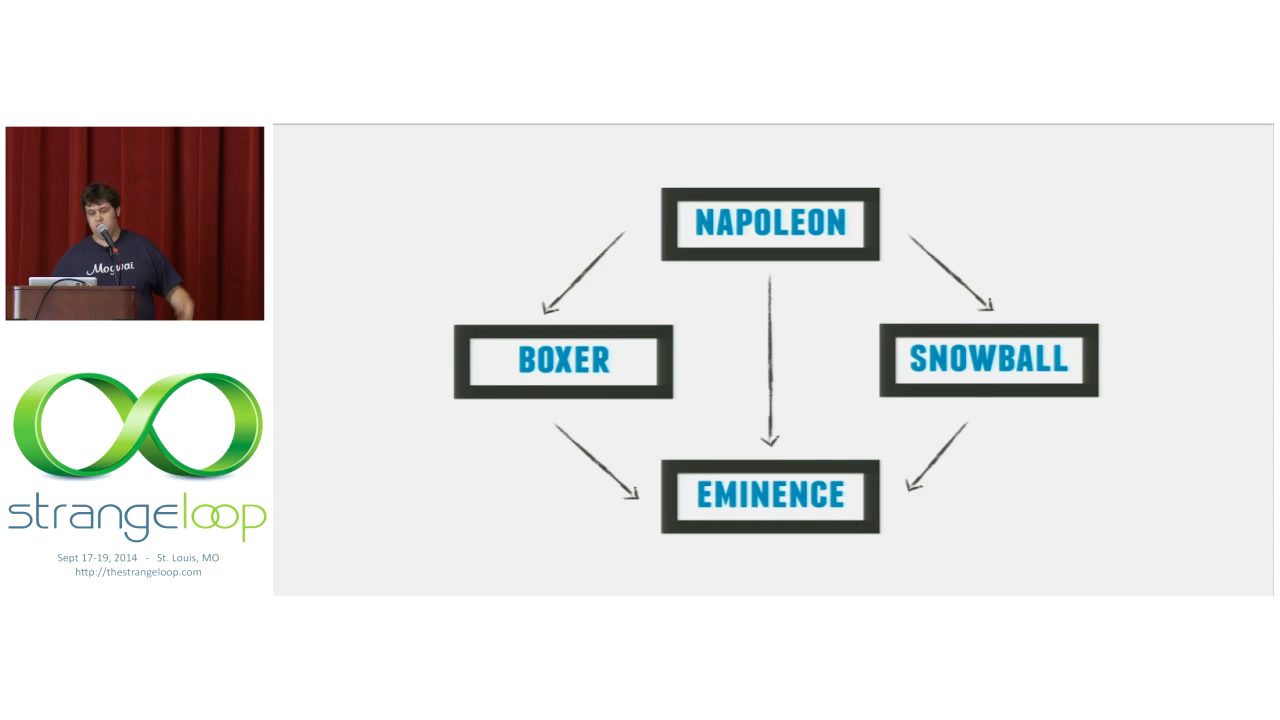 Mogwai
strangeloop
Sept 17-19, 2014 - St. Louis, MO
http://thestrangeloop.com
NAPOLEON
BOXER
SNOWBALL
EMINENCE